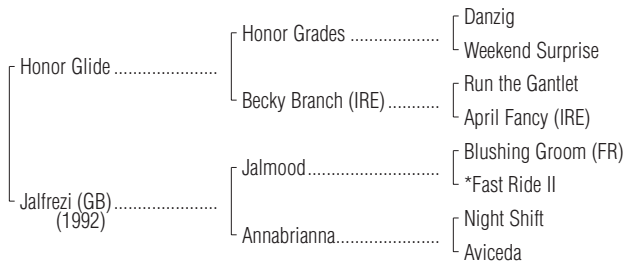 Danzig
Honor Grades ...................
Weekend Surprise
Honor Glide ......................
Run the Gantlet
Becky Branch (IRE) ...........
April Fancy (IRE)
Blushing Groom (FR)
Jalmood ............................
*Fast Ride II
Jalfrezi (GB) ......................
(1992)
Night Shift
Annabrianna ......................
Aviceda